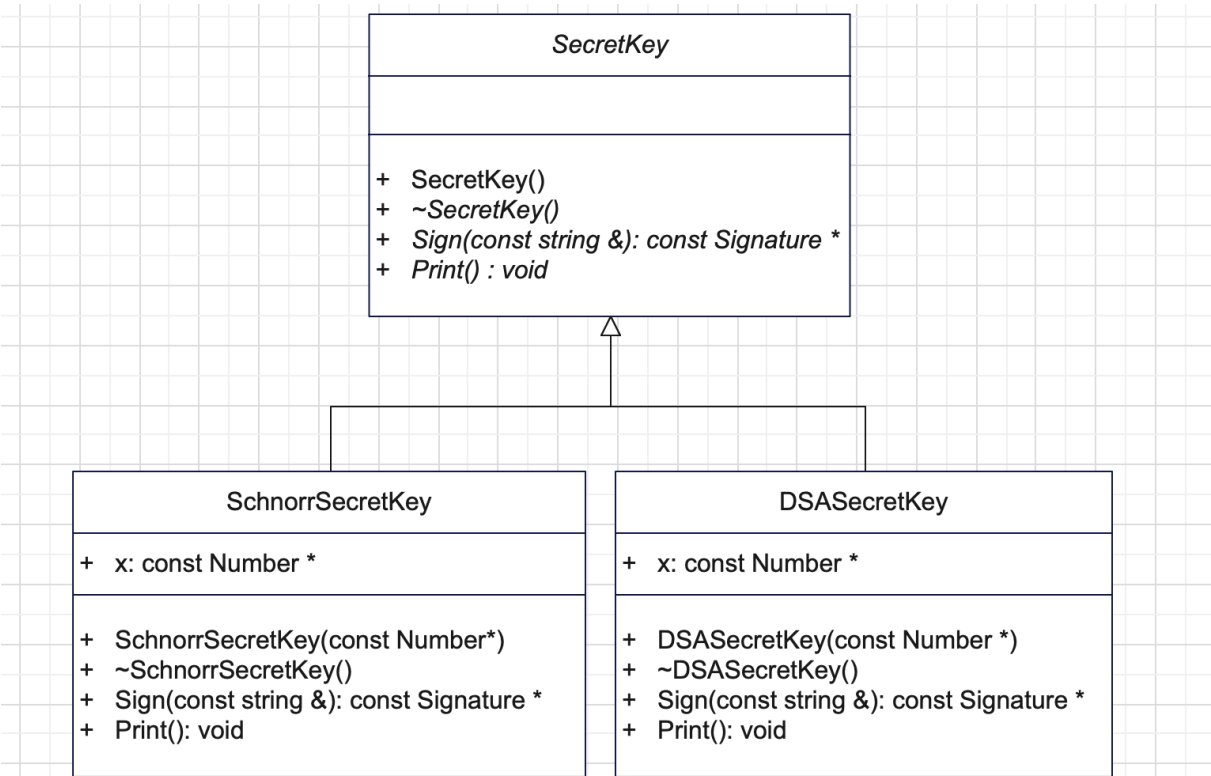 SecretKey
+ SecretKey()
+ ~SecretKey()
+ Sign(const string &): const Signature *
+ Print() : void
SchnorrSecretKey
+ x: const Number *
+ SchnorrSecretKey(const Number*)
+ ~SchnorrSecretKey()
+ Sign(const string &): const Signature *
+ Print(): void
DSASecretKey
+ x: const Number *
+ DSASecretKey(const Number *)
+ ~DSASecretKey()
+ Sign(const string &): const Signature *
+ Print(): void